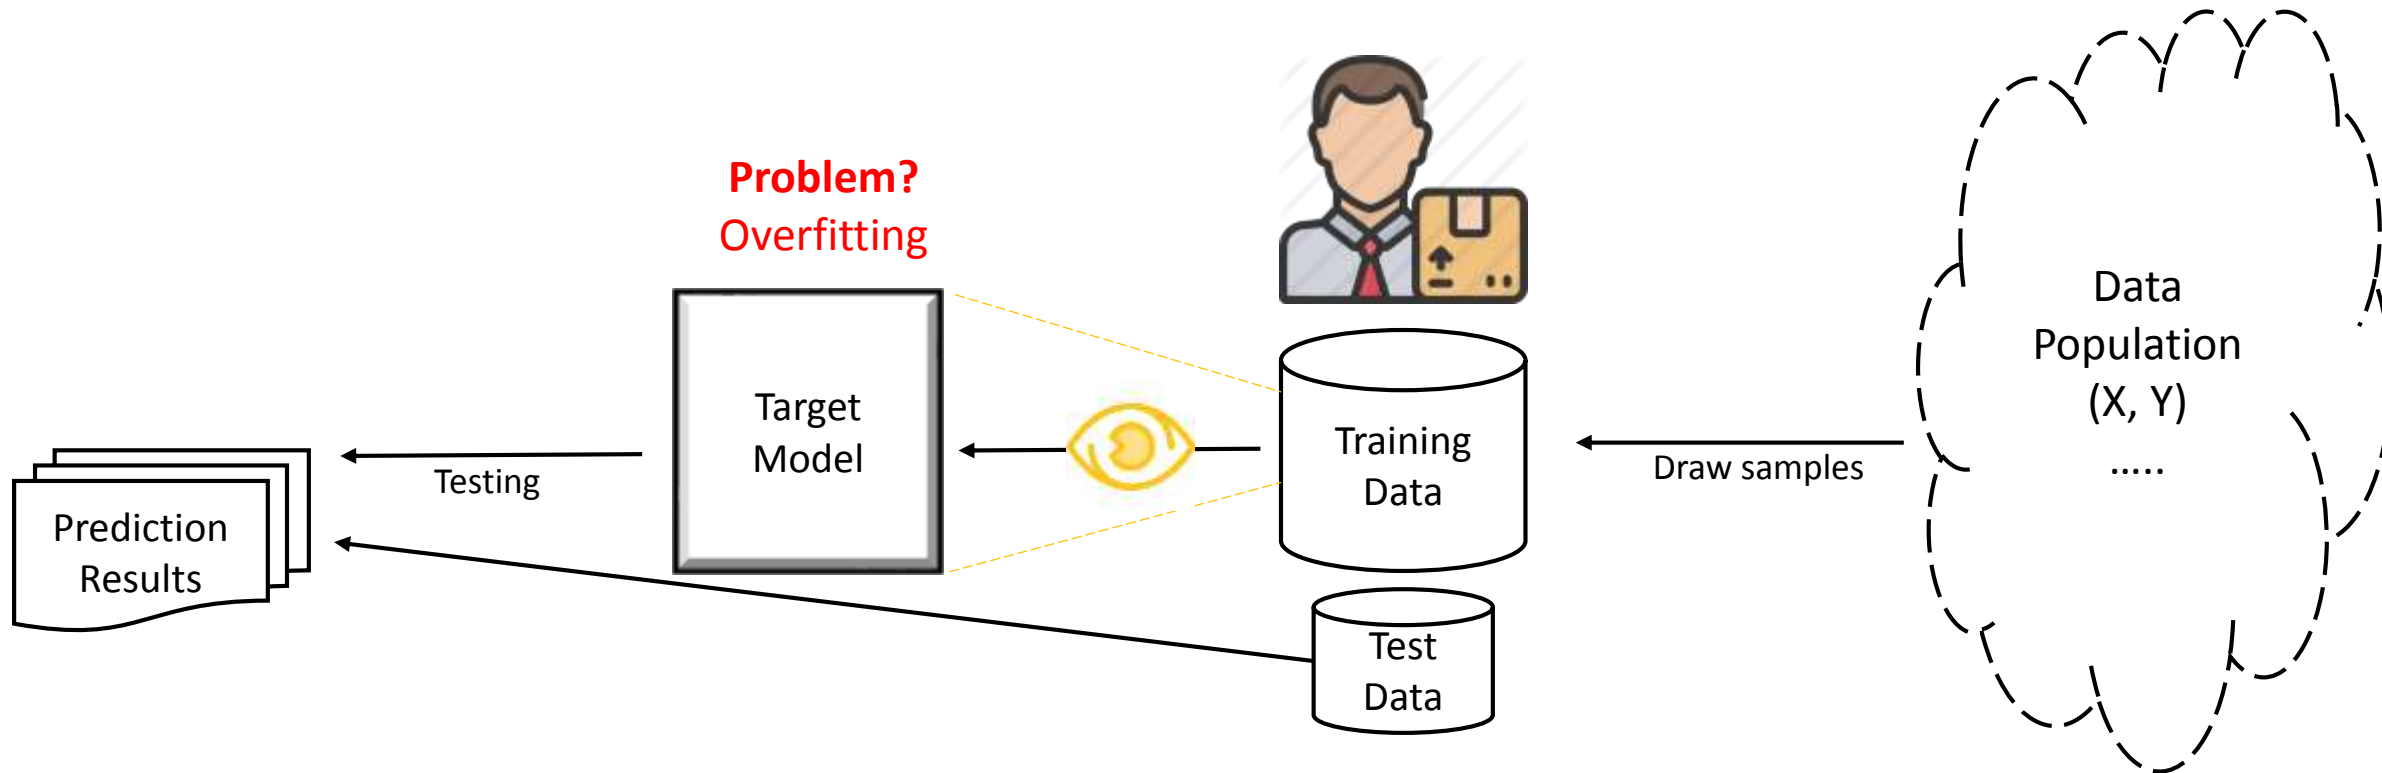 Problem?
Overfitting
Target
Model
Testing
Prediction
Results
Training
Data
Test
Data
Draw samples
Data
Population
(X, Y)
.....